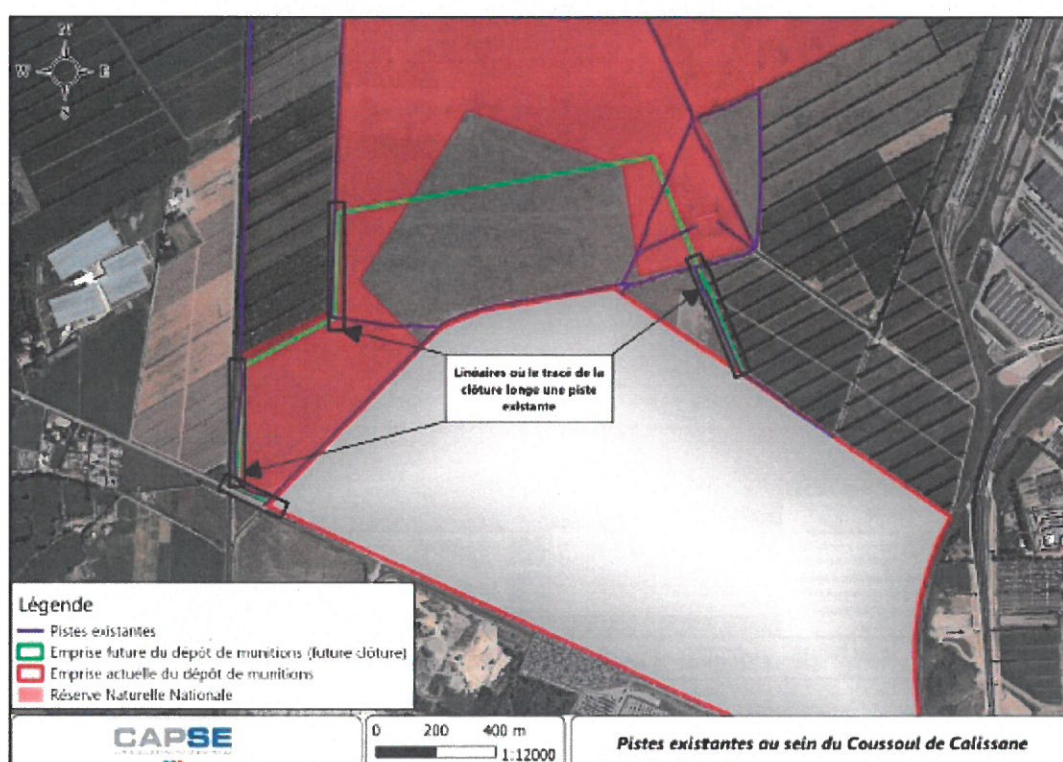 N
W E
S
Linéaires où le tracé de la
clôture longe une piste
existante
Légende
Pistes existantes
Emprise future du dépôt de munitions (future clôture)
Emprise actuelle du dépôt de munitions
Réserve Naturelle Nationale
CAPSE
0 200 400 m
1:12000
Pistes existantes au sein du Coussoul de Calissane